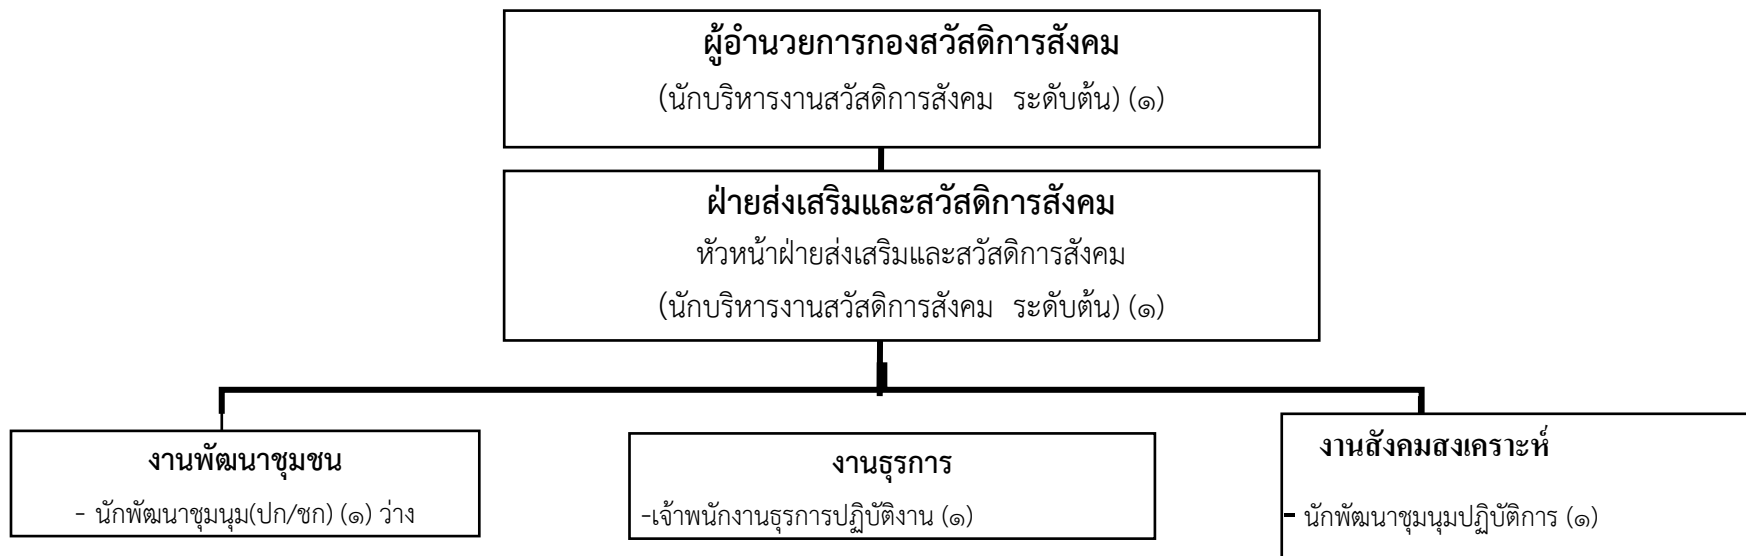 ผู้อำนวยการกองสวัสดิการสังคม
(นักบริหารงานสวัสดิการสังคม ระดับต้น) (๑)
ฝ่ายส่งเสริมและสวัสดิการสังคม
หัวหน้าฝ่ายส่งเสริมและสวัสดิการสังคม
(นักบริหารงานสวัสดิการสังคม ระดับต้น) (๑)
งานพัฒนาชุมชน
- นักพัฒนาชุมนุม(ปก/ชก) (๑) ว่าง
งานธุรการ
-เจ้าพนักงานธุรการปฏิบัติงาน (๑)
งานสังคมสงเคราะห์
- นักพัฒนาชุมนุมปฏิบัติการ (๑)